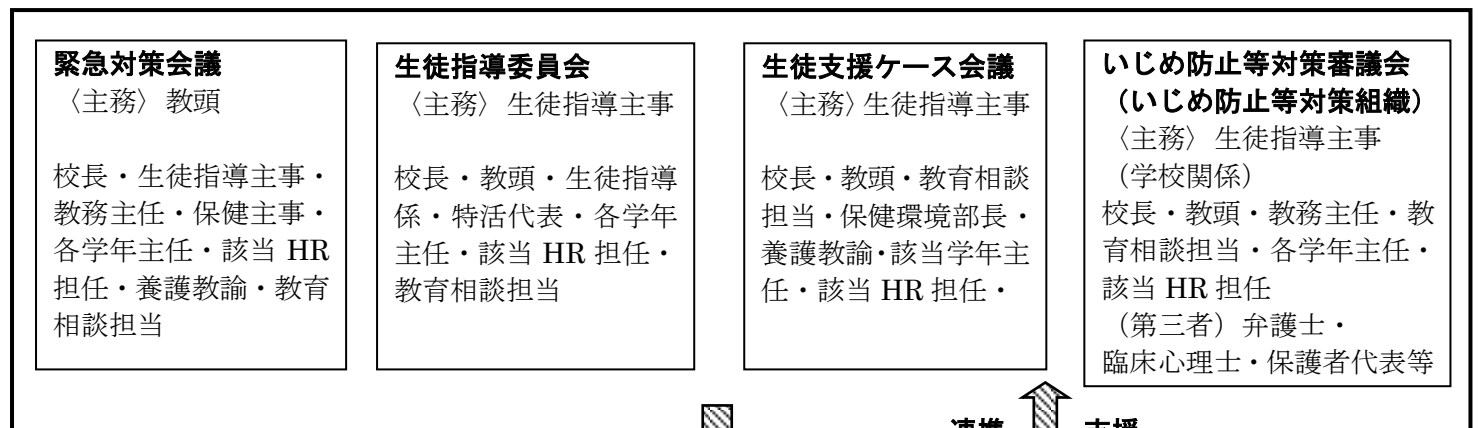 緊急対策会議
〈主務〉教頭
校長・生徒指導主事・
教務主任・保健主事・
各学年主任・該当 HR
担任・養護教諭・教育
相談担当
生徒指導委員会
〈主務〉生徒指導主事
校長・教頭・生徒指導
係・特活代表・各学年
主任・該当 HR 担任・
教育相談担当
生徒支援ケース会議
〈主務〉生徒指導主事
校長・教頭・教育相談
担当・保健環境部長・
養護教諭・該当学年主
任・該当 HR 担任・
いじめ防止等対策審議会
（いじめ防止等対策組織）
〈主務〉生徒指導主事
（学校関係）
校長・教頭・教務主任・教
育相談担当・各学年主任・
該当 HR 担任
（第三者）弁護士・
臨床心理士・保護者代表等
連携 支援